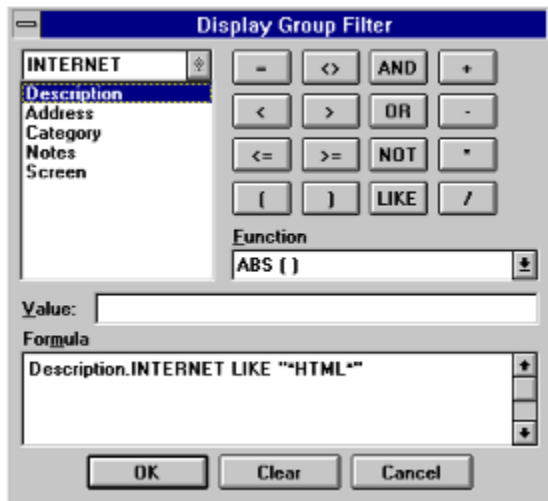 Display Group Filter
INTERNET
Description
Address
Category
Notes
Screen
= <> AND +
< > OR -
<= >= NOT *
( ) LIKE /
Function
ABS ( )
Value:
Formula
Description.INTERNET LIKE "*HTML*"
OK Clear Cancel